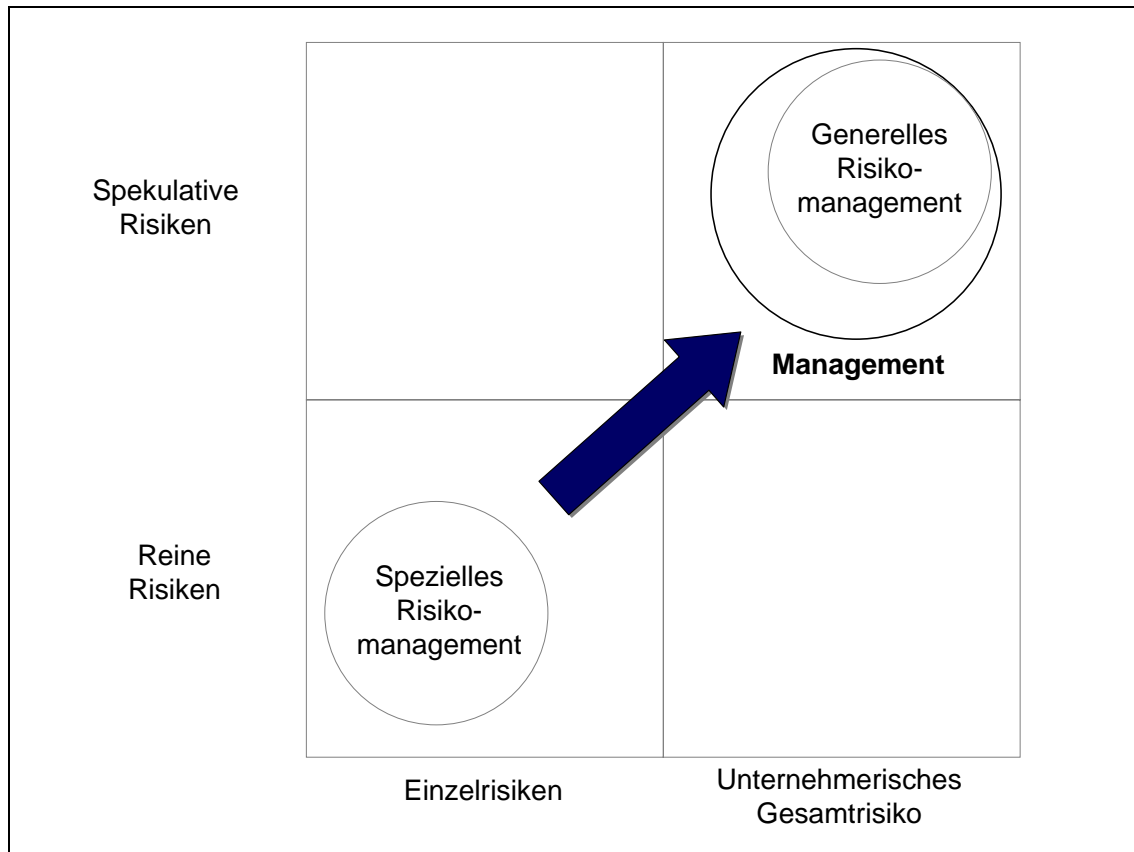 Generelles
Risiko-
management
Spekulative
Risiken
Management
Reine
Risiken
Spezielles
Risiko-
management
Einzelrisiken
Unternehmerisches
Gesamtrisiko